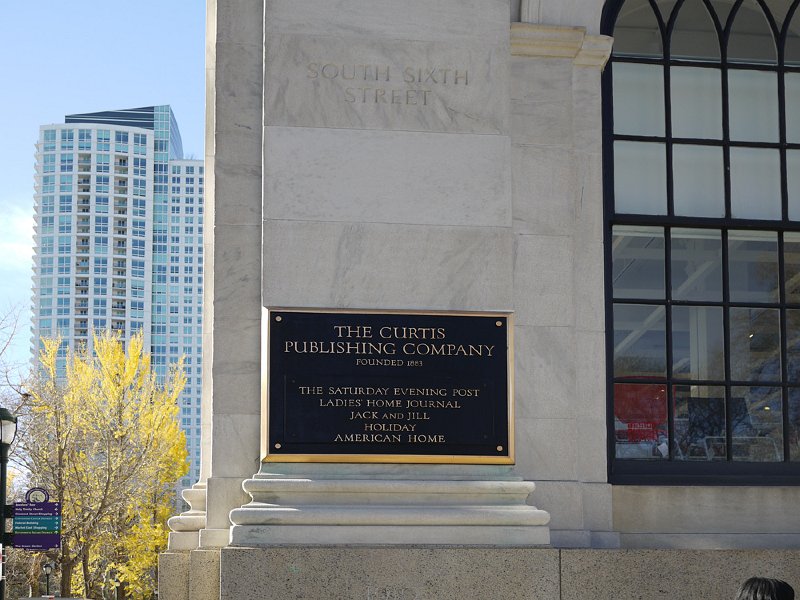 SOUTH SIXTH
STREET
THE CURTIS
PUBLISHING COMPANY
FOUNDED 1883
THE SATURDAY EVENING POST
LADIES' HOME JOURNAL
JACK AND JILL
HOLIDAY
AMERICAN HOME